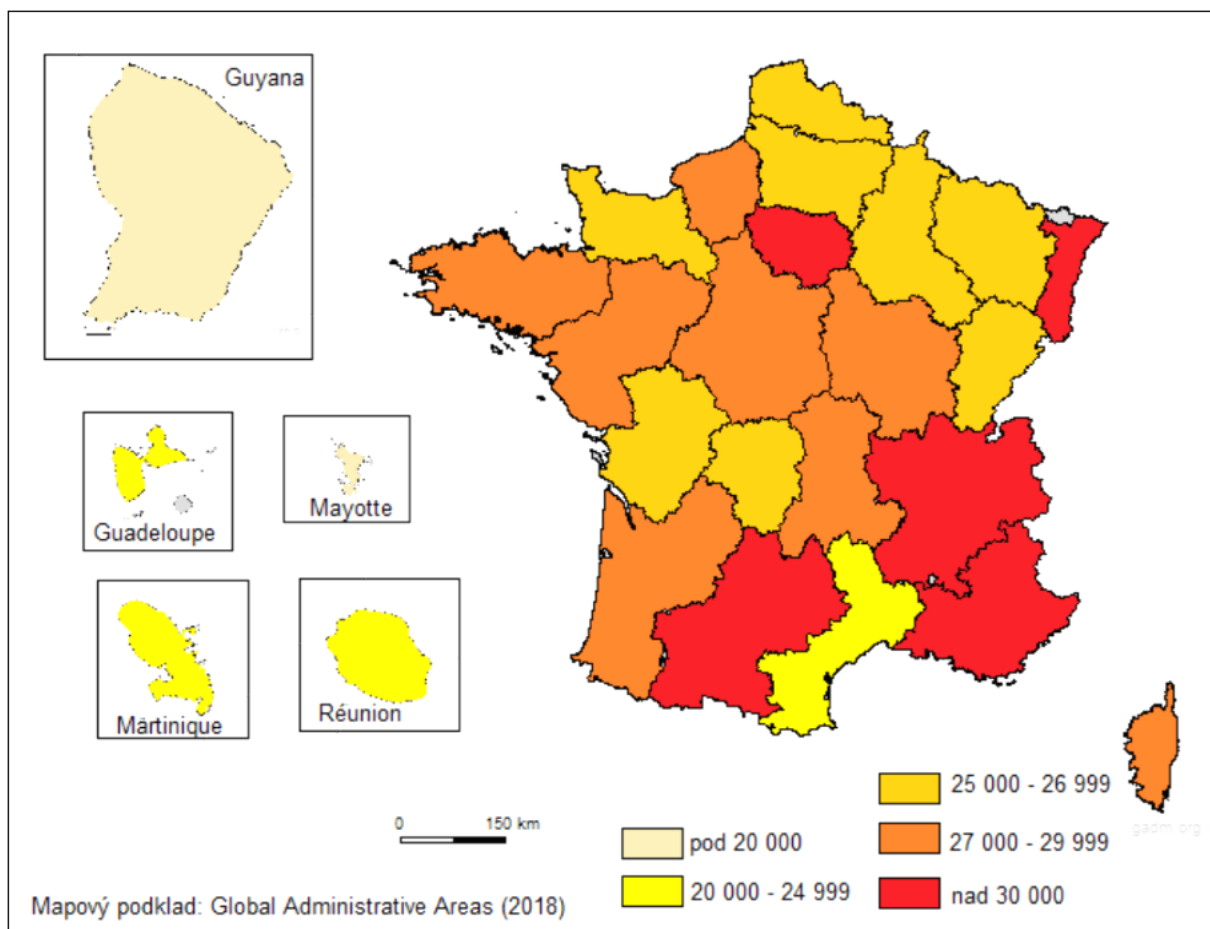 Guyana
Guadeloupe
Mayotte
Martinique
Réunion
0 150 km
pod 20 000
20 000 - 24 999
25 000 - 26 999
27 000 - 29 999
nad 30 000
gadm.org
Mapový podklad: Global Administrative Areas (2018)